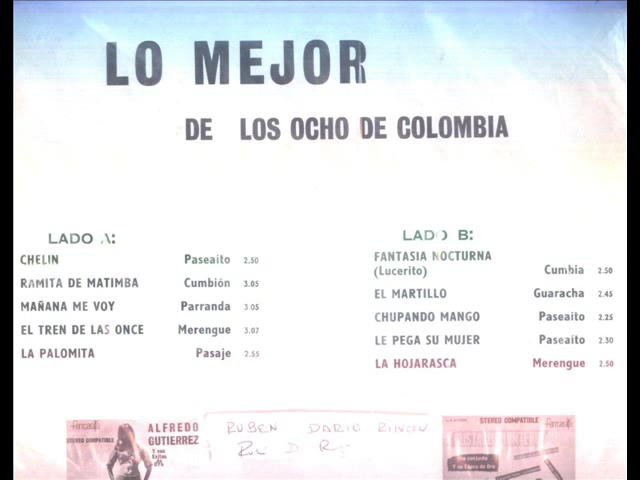 LO MEJOR
DE LOS OCHO DE COLOMBIA
LADO A:
CHELIN Paseaito 2.50
RAMITA DE MATIMBA Cumbión 3.05
MAÑANA ME VOY Parranda 3.05
EL TREN DE LAS ONCE Merengue 3.07
LA PALOMITA Pasaje 2.55
LADO B:
FANTASIA NOCTURNA
(Lucerito) Cumbia 2.50
EL MARTILLO Guaracha 2.45
CHUPANDO MANGO Paseaito 2.25
LE PEGA SU MUJER Paseaito 2.30
LA HOJARASCA Merengue 2.50
STEREO COMPATIBLE
ALFREDO
GUTIERREZ
Y sus
Exitos
de
RUBEN DARIO RINCON
STEREO COMPATIBLE